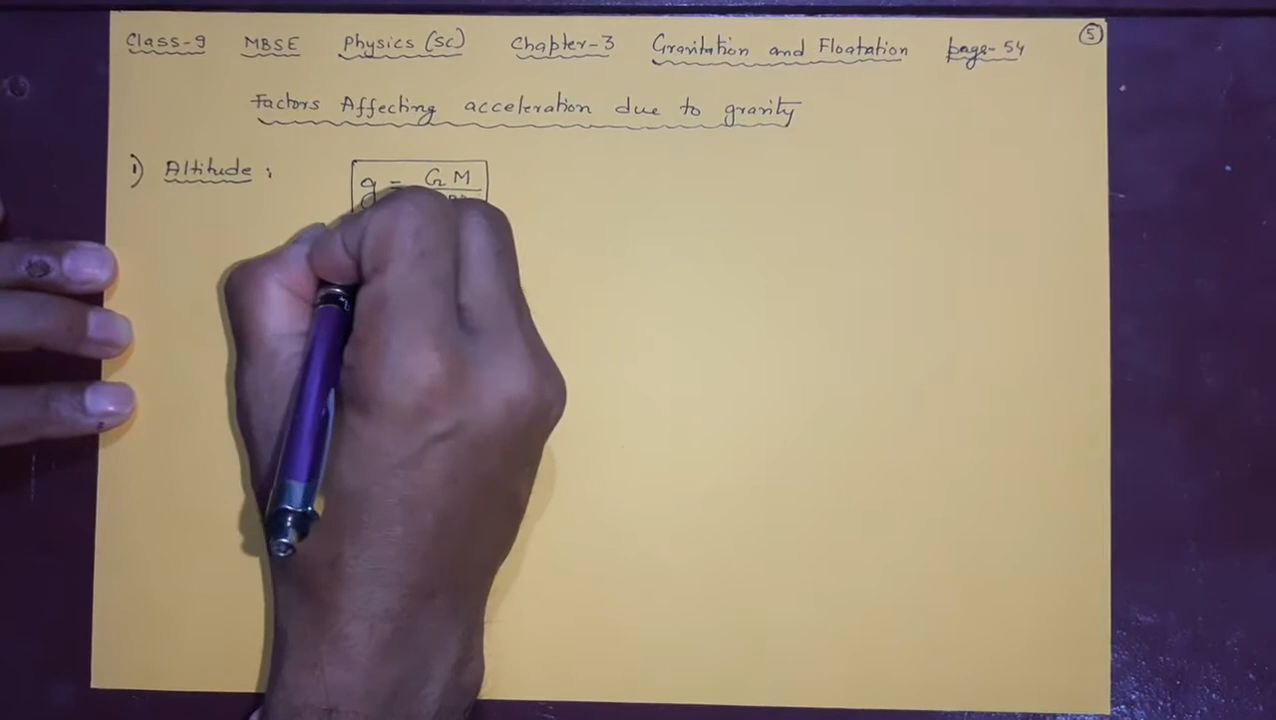 Class-9 MBSE Physics (SC) Chapter-3 Gravitation and Floatation page-54 5
Factors Affecting acceleration due to gravity
1) Altitude : g = G M